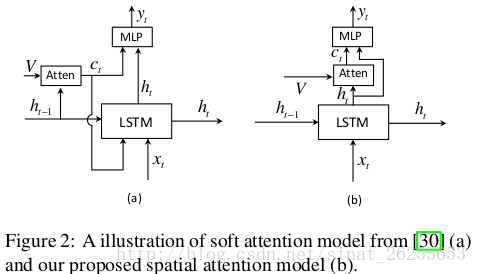 y_t
MLP
V
Atten
c_t
h_t
h_{t-1}
LSTM
h_t
x_t
(a)
y_t
MLP
c_t
Atten
V
h_t
h_{t-1}
LSTM
h_t
x_t
(b)
Figure 2: A illustration of soft attention model from [30] (a)
and our proposed spatial attention model (b).
http://blog.csdn.net/sinat_26253653